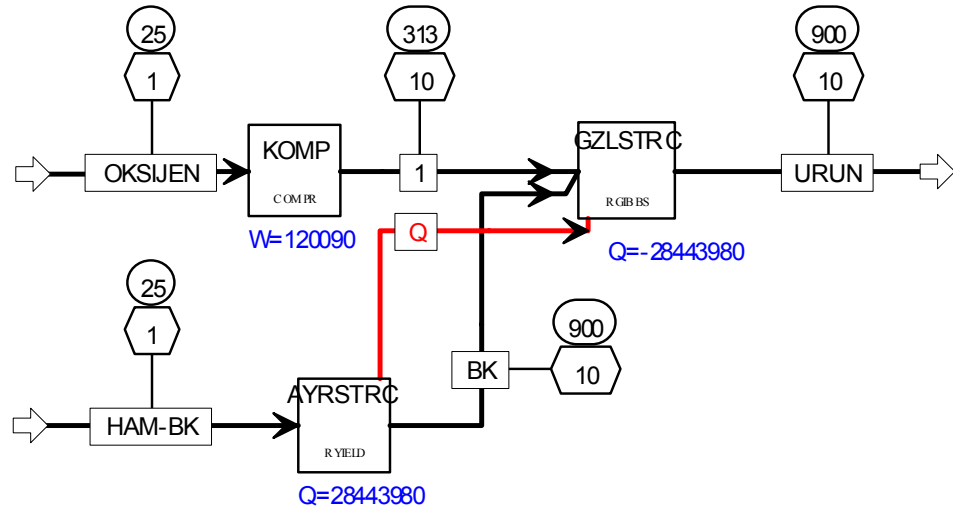 25
1
313
10
900
10
OKSIJEN
KOMP
COMPR
W=120090
1
GZLSTRC
RGIBBS
Q=-28443980
URUN
Q
25
1
900
10
HAM-BK
AYRSTRC
RYIELD
Q=28443980
BK